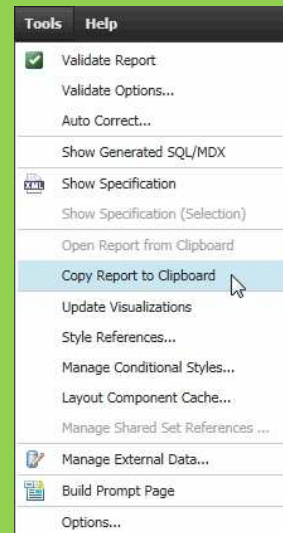 Tools Help
Validate Report
Validate Options...
Auto Correct...
Show Generated SQL/MDX
XML Show Specification
Show Specification (Selection)
Open Report from Clipboard
Copy Report to Clipboard
Update Visualizations
Style References...
Manage Conditional Styles...
Layout Component Cache...
Manage Shared Set References ...
Manage External Data...
Build Prompt Page
Options...